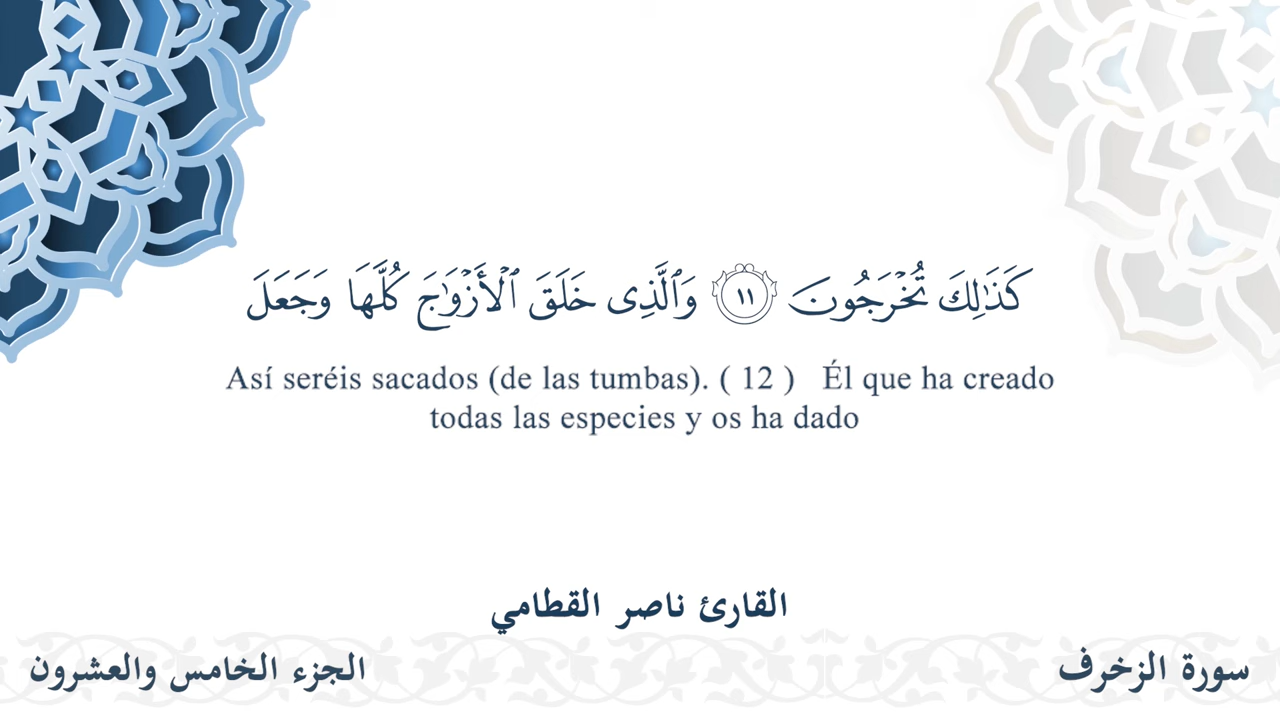 كَذَٰلِكَ تُخْرَجُونَ ١١ وَٱلَّذِى خَلَقَ ٱلْأَزْوَٰجَ كُلَّهَا وَجَعَلَ
Así seréis sacados (de las tumbas). ( 12 ) Él que ha creado
todas las especies y os ha dado
القارئ ناصر القطامي
سورة الزخرف
الجزء الخامس والعشرون